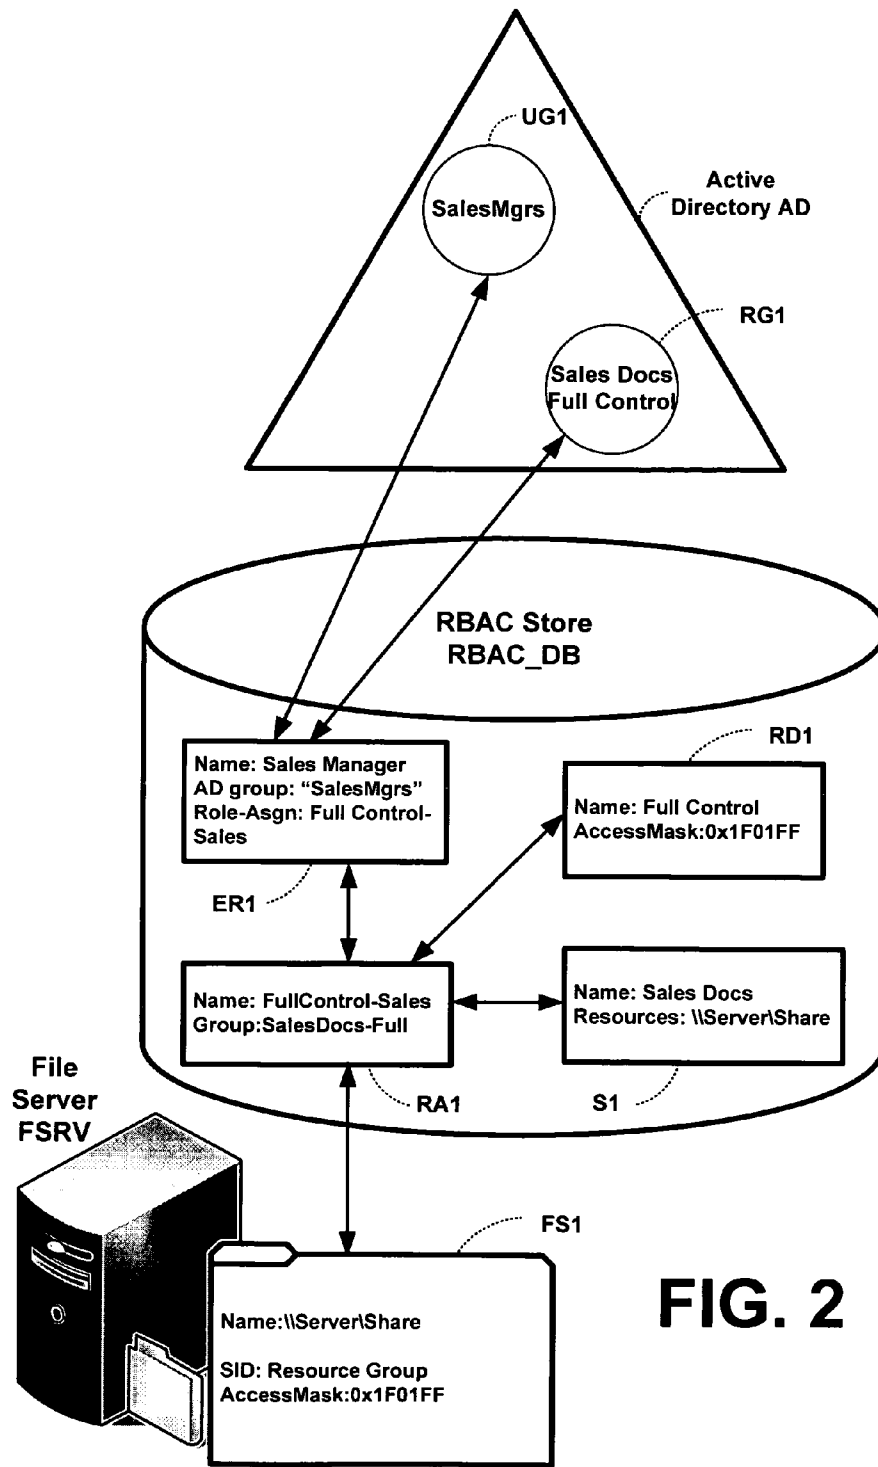 UG1
SalesMgrs
Active
Directory AD
RG1
Sales Docs
Full Control
RBAC Store
RBAC_DB
RD1
Name: Sales Manager
AD group: “SalesMgrs”
Role-Asgn: Full Control-
Sales
Name: Full Control
AccessMask:0x1F01FF
ER1
Name: FullControl-Sales
Group:SalesDocs-Full
Name: Sales Docs
Resources: \\Server\Share
File
Server
FSRV
RA1
S1
FS1
Name:\\Server\Share
SID: Resource Group
AccessMask:0x1F01FF
FIG. 2